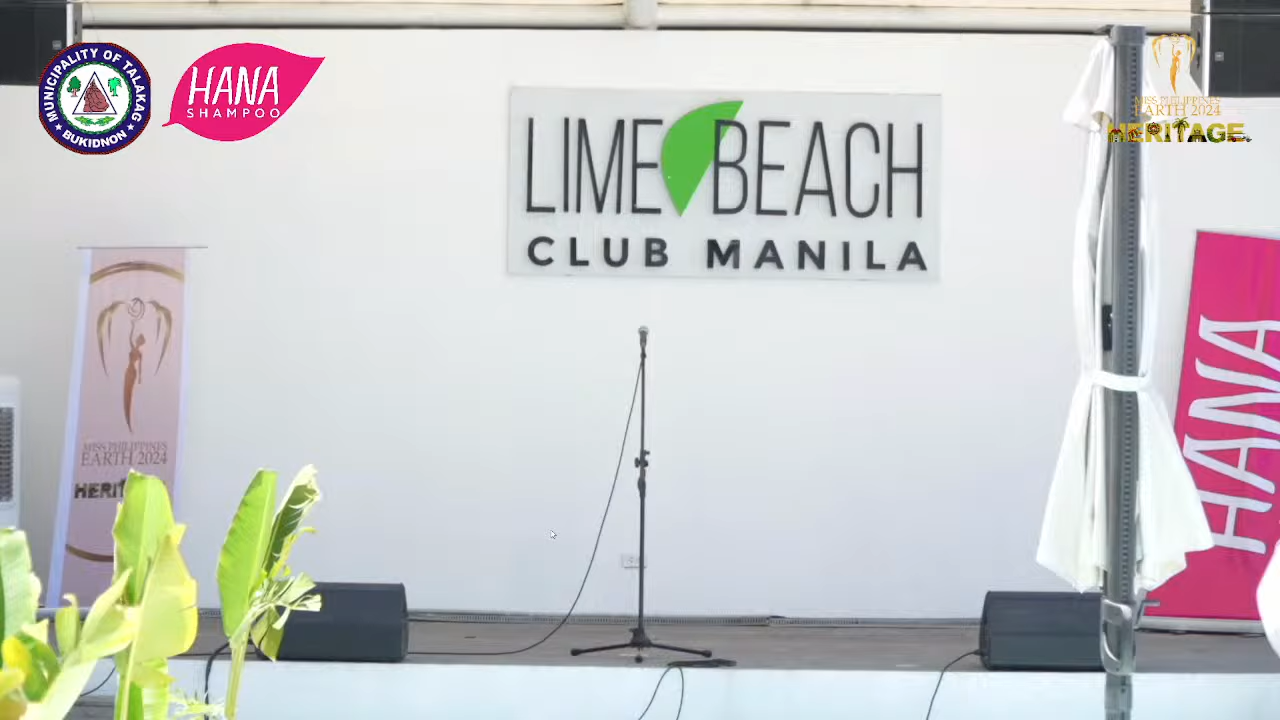 MUNICIPALITY OF TALAKAG
BUKIDNON
HANA
SHAMPOO
MISS PHILIPPINES
EARTH 2024
HERITAGE
LIME BEACH
CLUB MANILA
MISS PHILIPPINES
EARTH 2024
HERIT
HANA